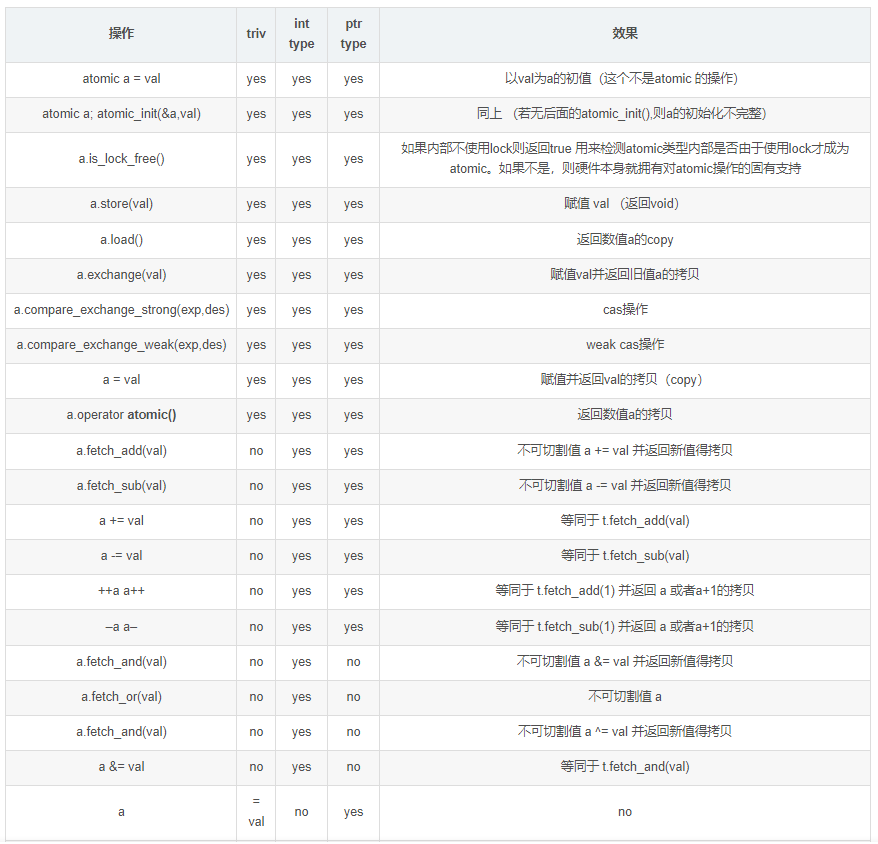 操作 triv int type ptr type 效果
atomic a = val yes yes yes 以val为a的初值（这个不是atomic 的操作）
atomic a; atomic_init(&a,val) yes yes yes 同上 （若无后面的atomic_init(),则a的初始化不完整）
a.is_lock_free() yes yes yes 如果内部不使用lock则返回true 用来检测atomic类型内部是否由于使用lock才成为
atomic。如果不是，则硬件本身就拥有对atomic操作的固有支持
a.store(val) yes yes yes 赋值 val （返回void）
a.load() yes yes yes 返回数值a的copy
a.exchange(val) yes yes yes 赋值val并返回旧值a的拷贝
a.compare_exchange_strong(exp,des) yes yes yes cas操作
a.compare_exchange_weak(exp,des) yes yes yes weak cas操作
a = val yes yes yes 赋值并返回val的拷贝（copy）
a.operator atomic() yes yes yes 返回数值a的拷贝
a.fetch_add(val) no yes yes 不可切割值 a += val 并返回新值得拷贝
a.fetch_sub(val) no yes yes 不可切割值 a -= val 并返回新值得拷贝
a += val no yes yes 等同于 t.fetch_add(val)
a -= val no yes yes 等同于 t.fetch_sub(val)
++a a++ no yes yes 等同于 t.fetch_add(1) 并返回 a 或者a+1的拷贝
–a a– no yes yes 等同于 t.fetch_sub(1) 并返回 a 或者a+1的拷贝
a.fetch_and(val) no yes no 不可切割值 a &= val 并返回新值得拷贝
a.fetch_or(val) no yes no 不可切割值 a
a.fetch_and(val) no yes no 不可切割值 a ^= val 并返回新值得拷贝
a &= val no yes no 等同于 t.fetch_and(val)
a = val no yes no